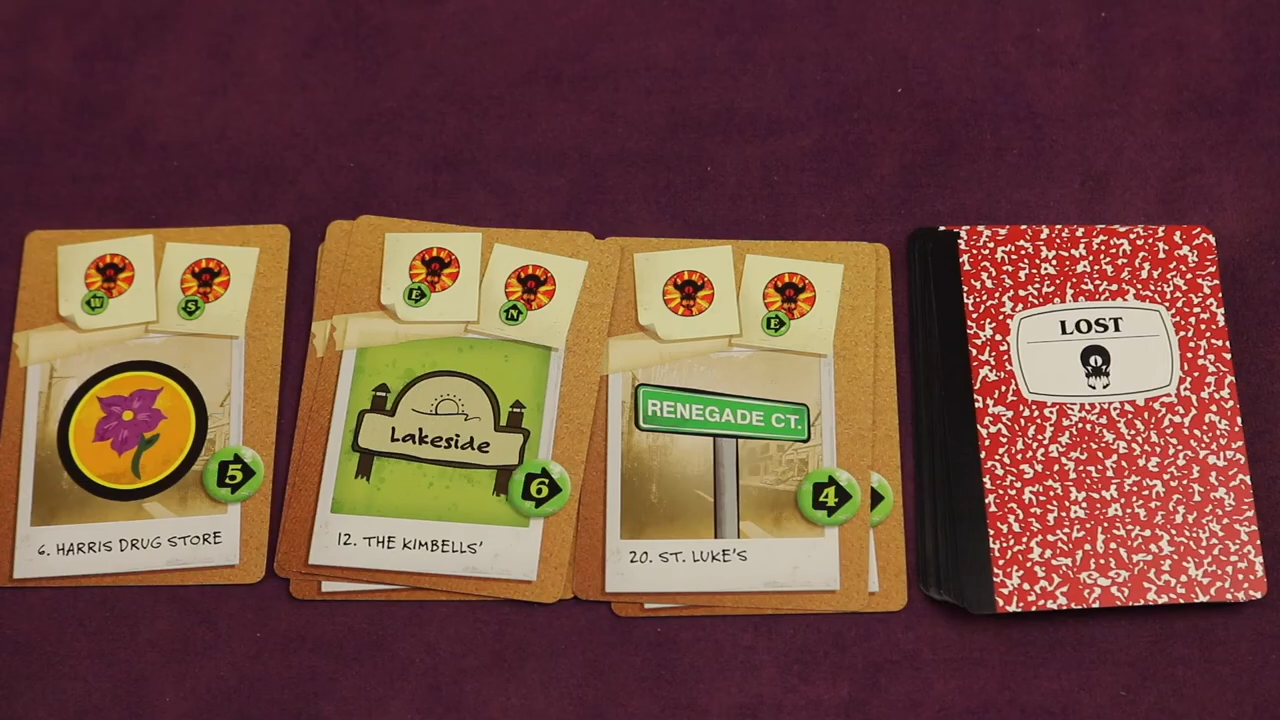 W
S
5
6. HARRIS DRUG STORE
E
N
Lakeside
6
12. THE KIMBELLS'
E
RENEGADE CT.
4
20. ST. LUKE'S
LOST